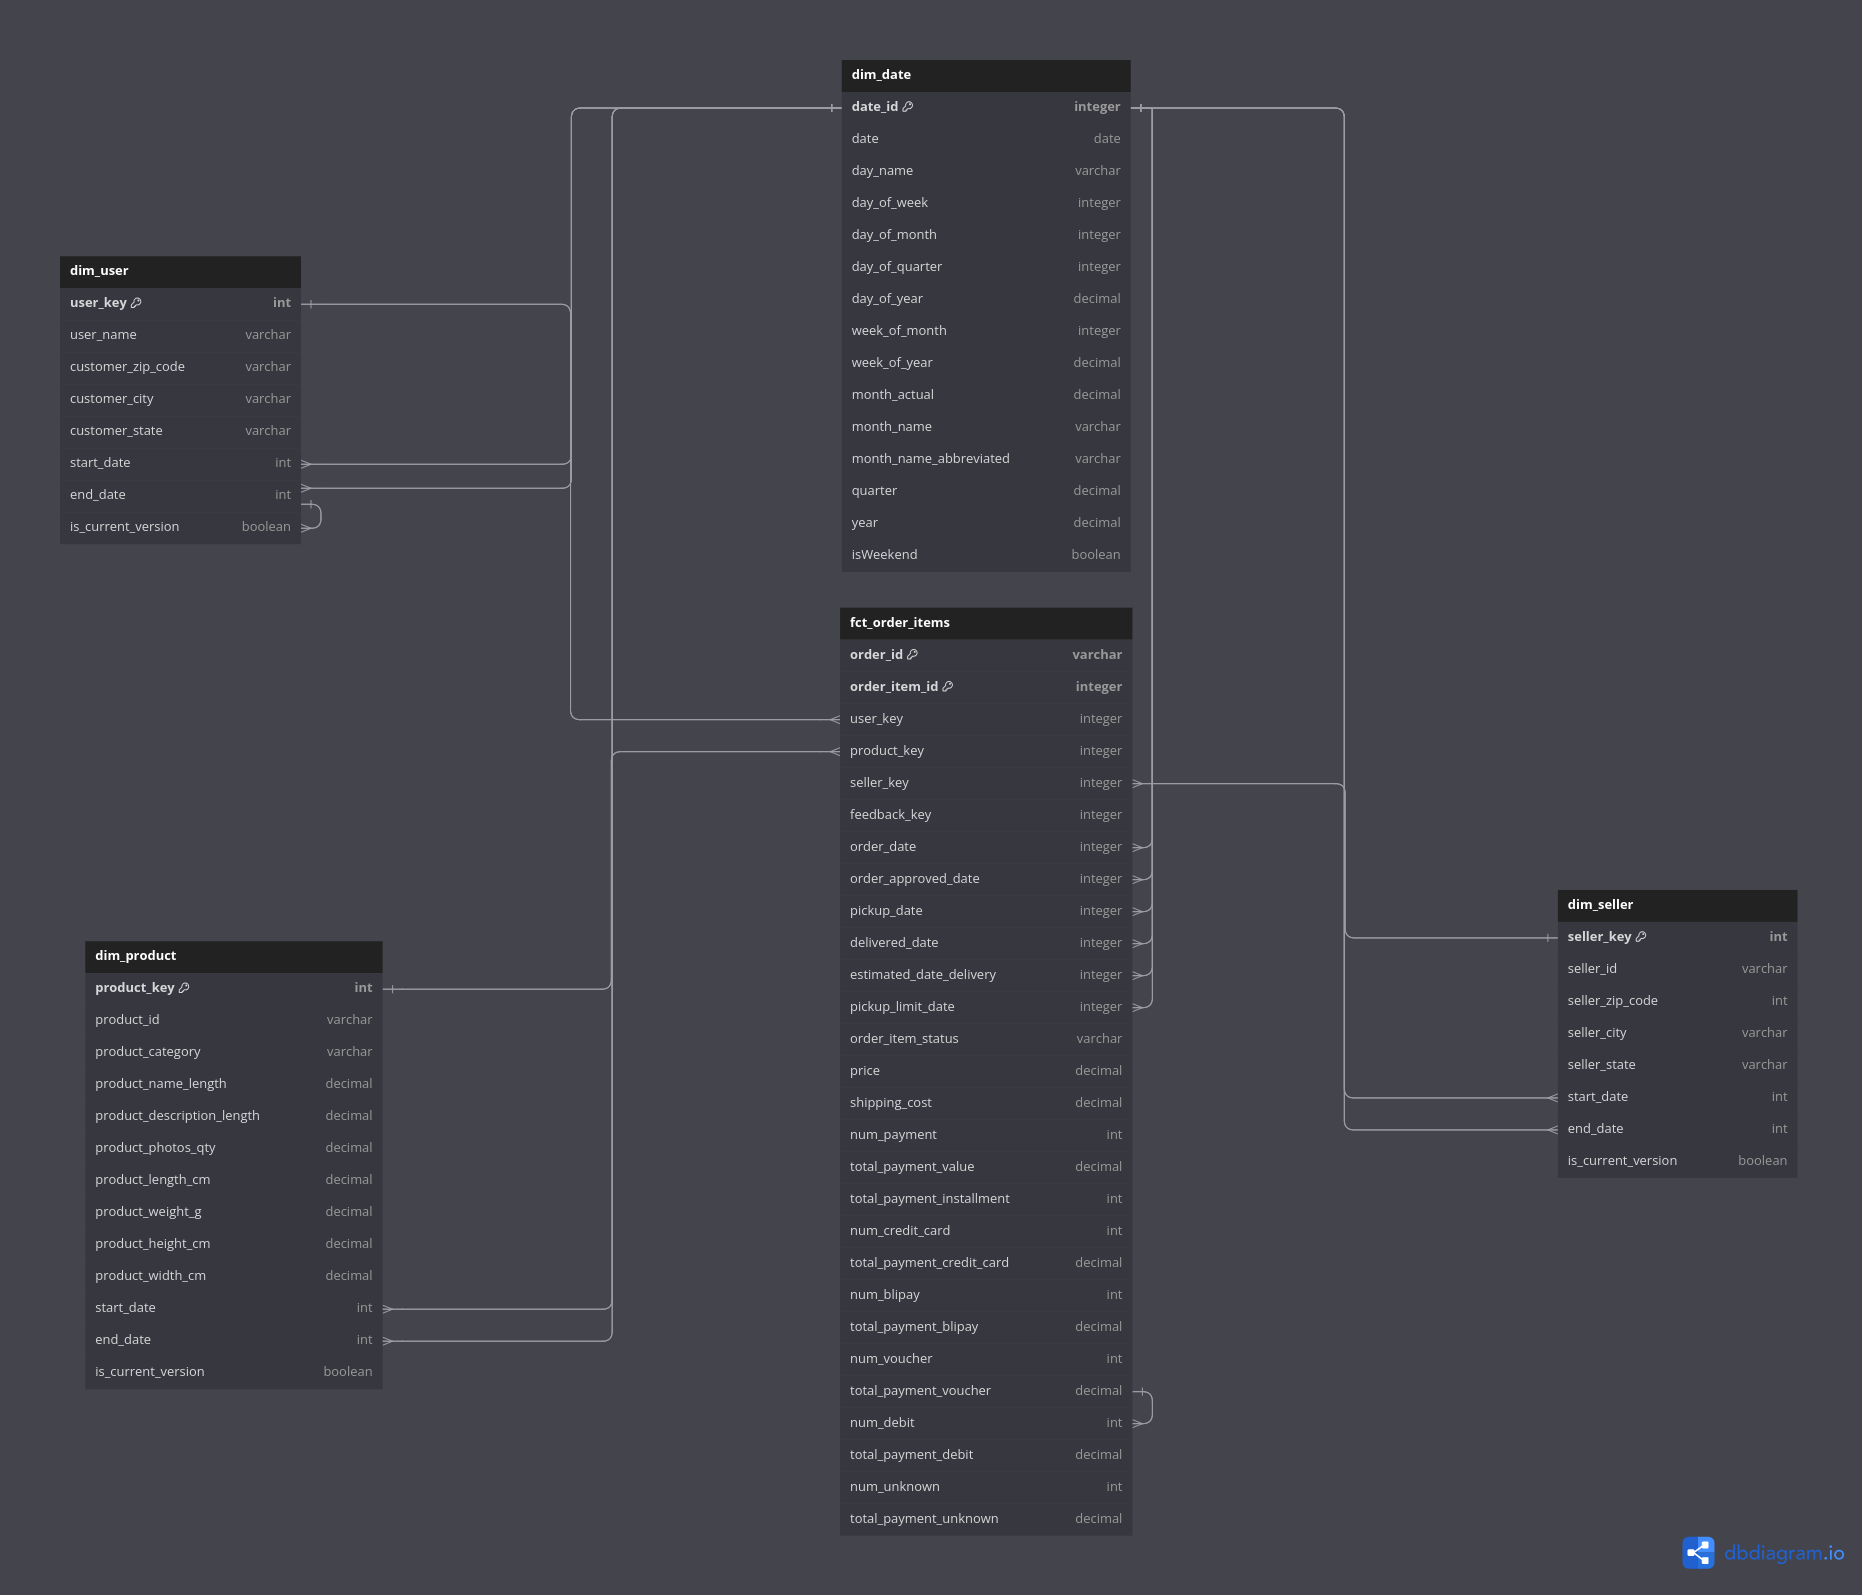 dim_date
date_id integer
date date
day_name varchar
day_of_week integer
day_of_month integer
day_of_quarter integer
day_of_year decimal
week_of_month integer
week_of_year decimal
month_actual decimal
month_name varchar
month_name_abbreviated varchar
quarter decimal
year decimal
isWeekend boolean
dim_user
user_key int
user_name varchar
customer_zip_code varchar
customer_city varchar
customer_state varchar
start_date int
end_date int
is_current_version boolean
fct_order_items
order_id varchar
order_item_id integer
user_key integer
product_key integer
seller_key integer
feedback_key integer
order_date integer
order_approved_date integer
pickup_date integer
delivered_date integer
estimated_date_delivery integer
pickup_limit_date integer
order_item_status varchar
price decimal
shipping_cost decimal
num_payment int
total_payment_value decimal
total_payment_installment int
num_credit_card int
total_payment_credit_card decimal
num_blipay int
total_payment_blipay decimal
num_voucher int
total_payment_voucher decimal
num_debit int
total_payment_debit decimal
num_unknown int
total_payment_unknown decimal
dim_product
product_key int
product_id varchar
product_category varchar
product_name_length decimal
product_description_length decimal
product_photos_qty decimal
product_length_cm decimal
product_weight_g decimal
product_height_cm decimal
product_width_cm decimal
start_date int
end_date int
is_current_version boolean
dim_seller
seller_key int
seller_id varchar
seller_zip_code int
seller_city varchar
seller_state varchar
start_date int
end_date int
is_current_version boolean
dbdiagram.io